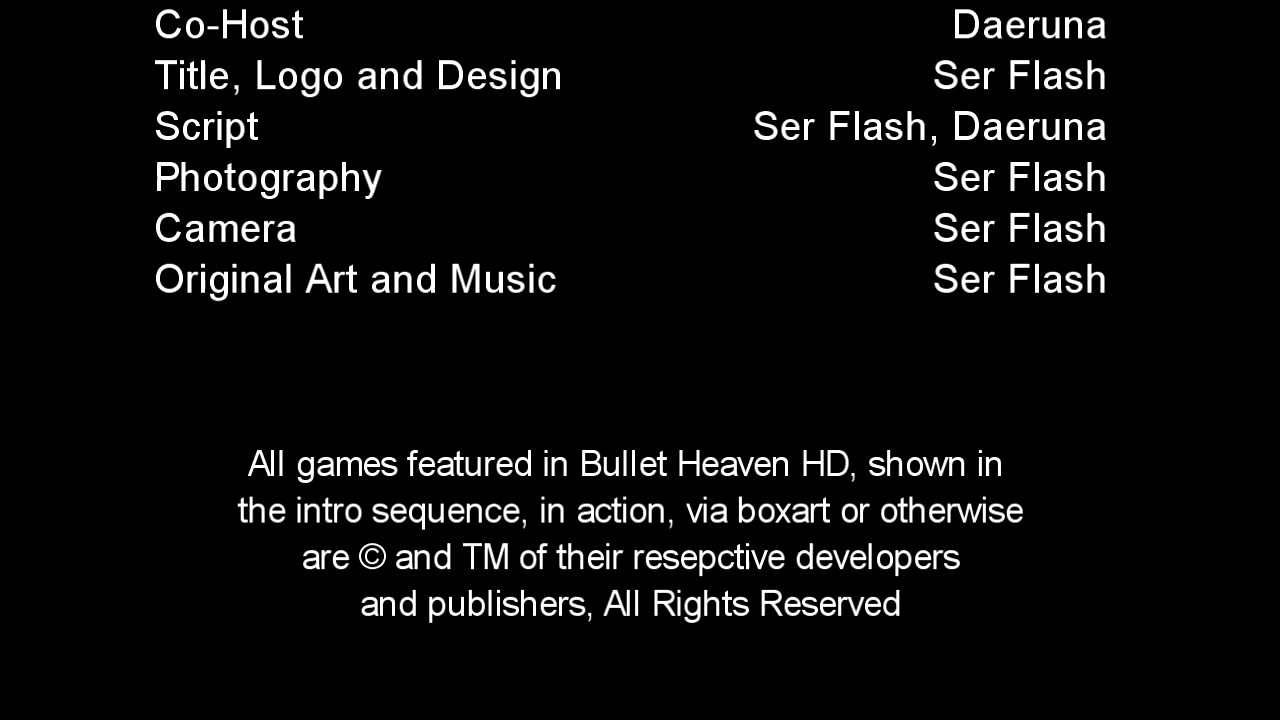 Co-Host Daeruna
Title, Logo and Design Ser Flash
Script Ser Flash, Daeruna
Photography Ser Flash
Camera Ser Flash
Original Art and Music Ser Flash
All games featured in Bullet Heaven HD, shown in
the intro sequence, in action, via boxart or otherwise
are © and TM of their resepctive developers
and publishers, All Rights Reserved